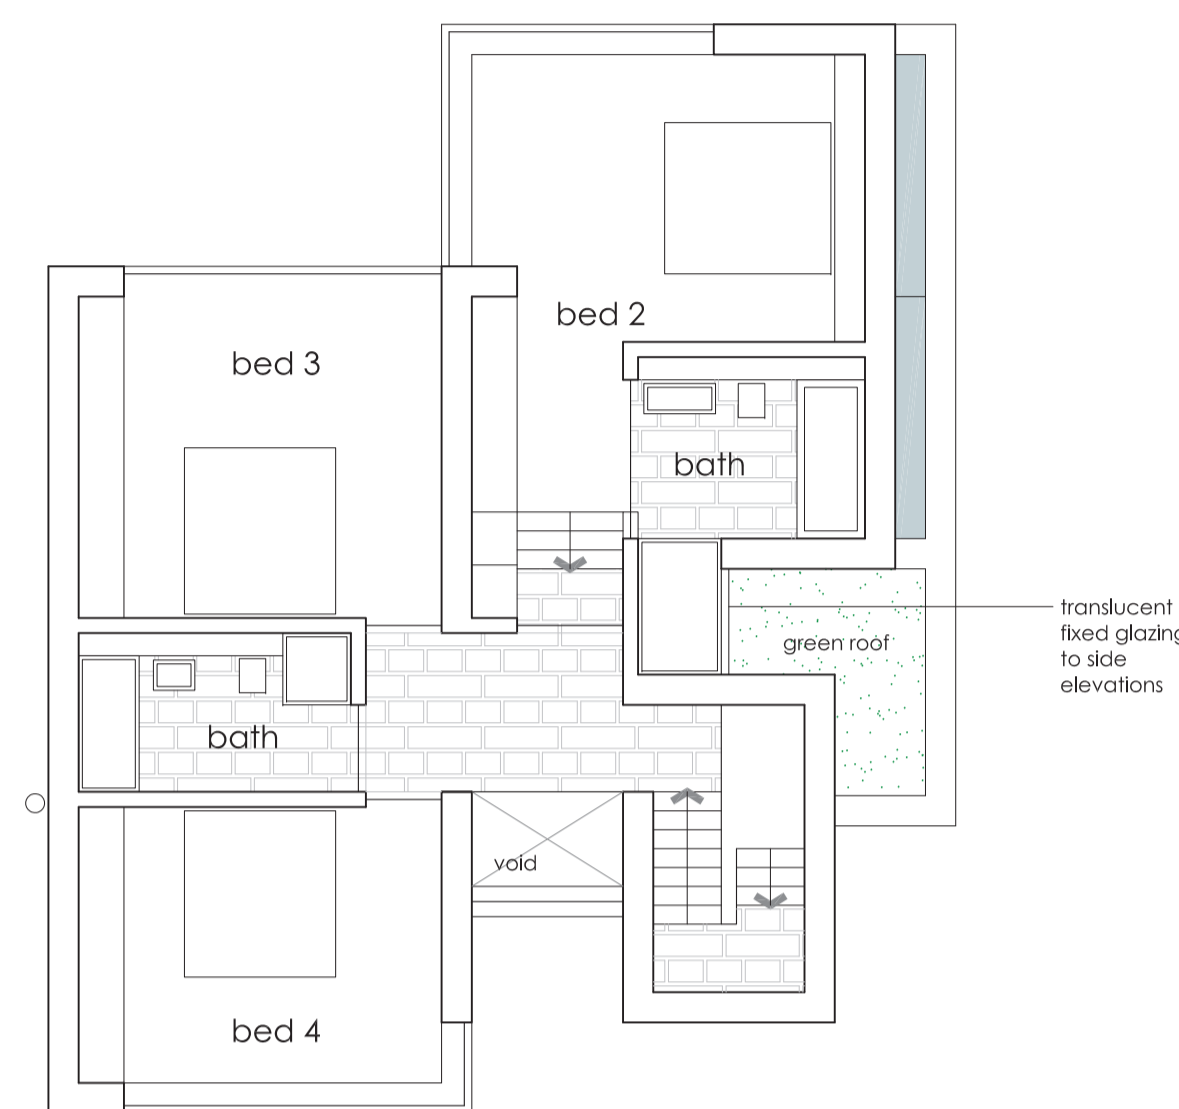 bed 2
bed 3
bath
translucent
fixed glazing
to side
elevations
green roof
bath
void
bed 4